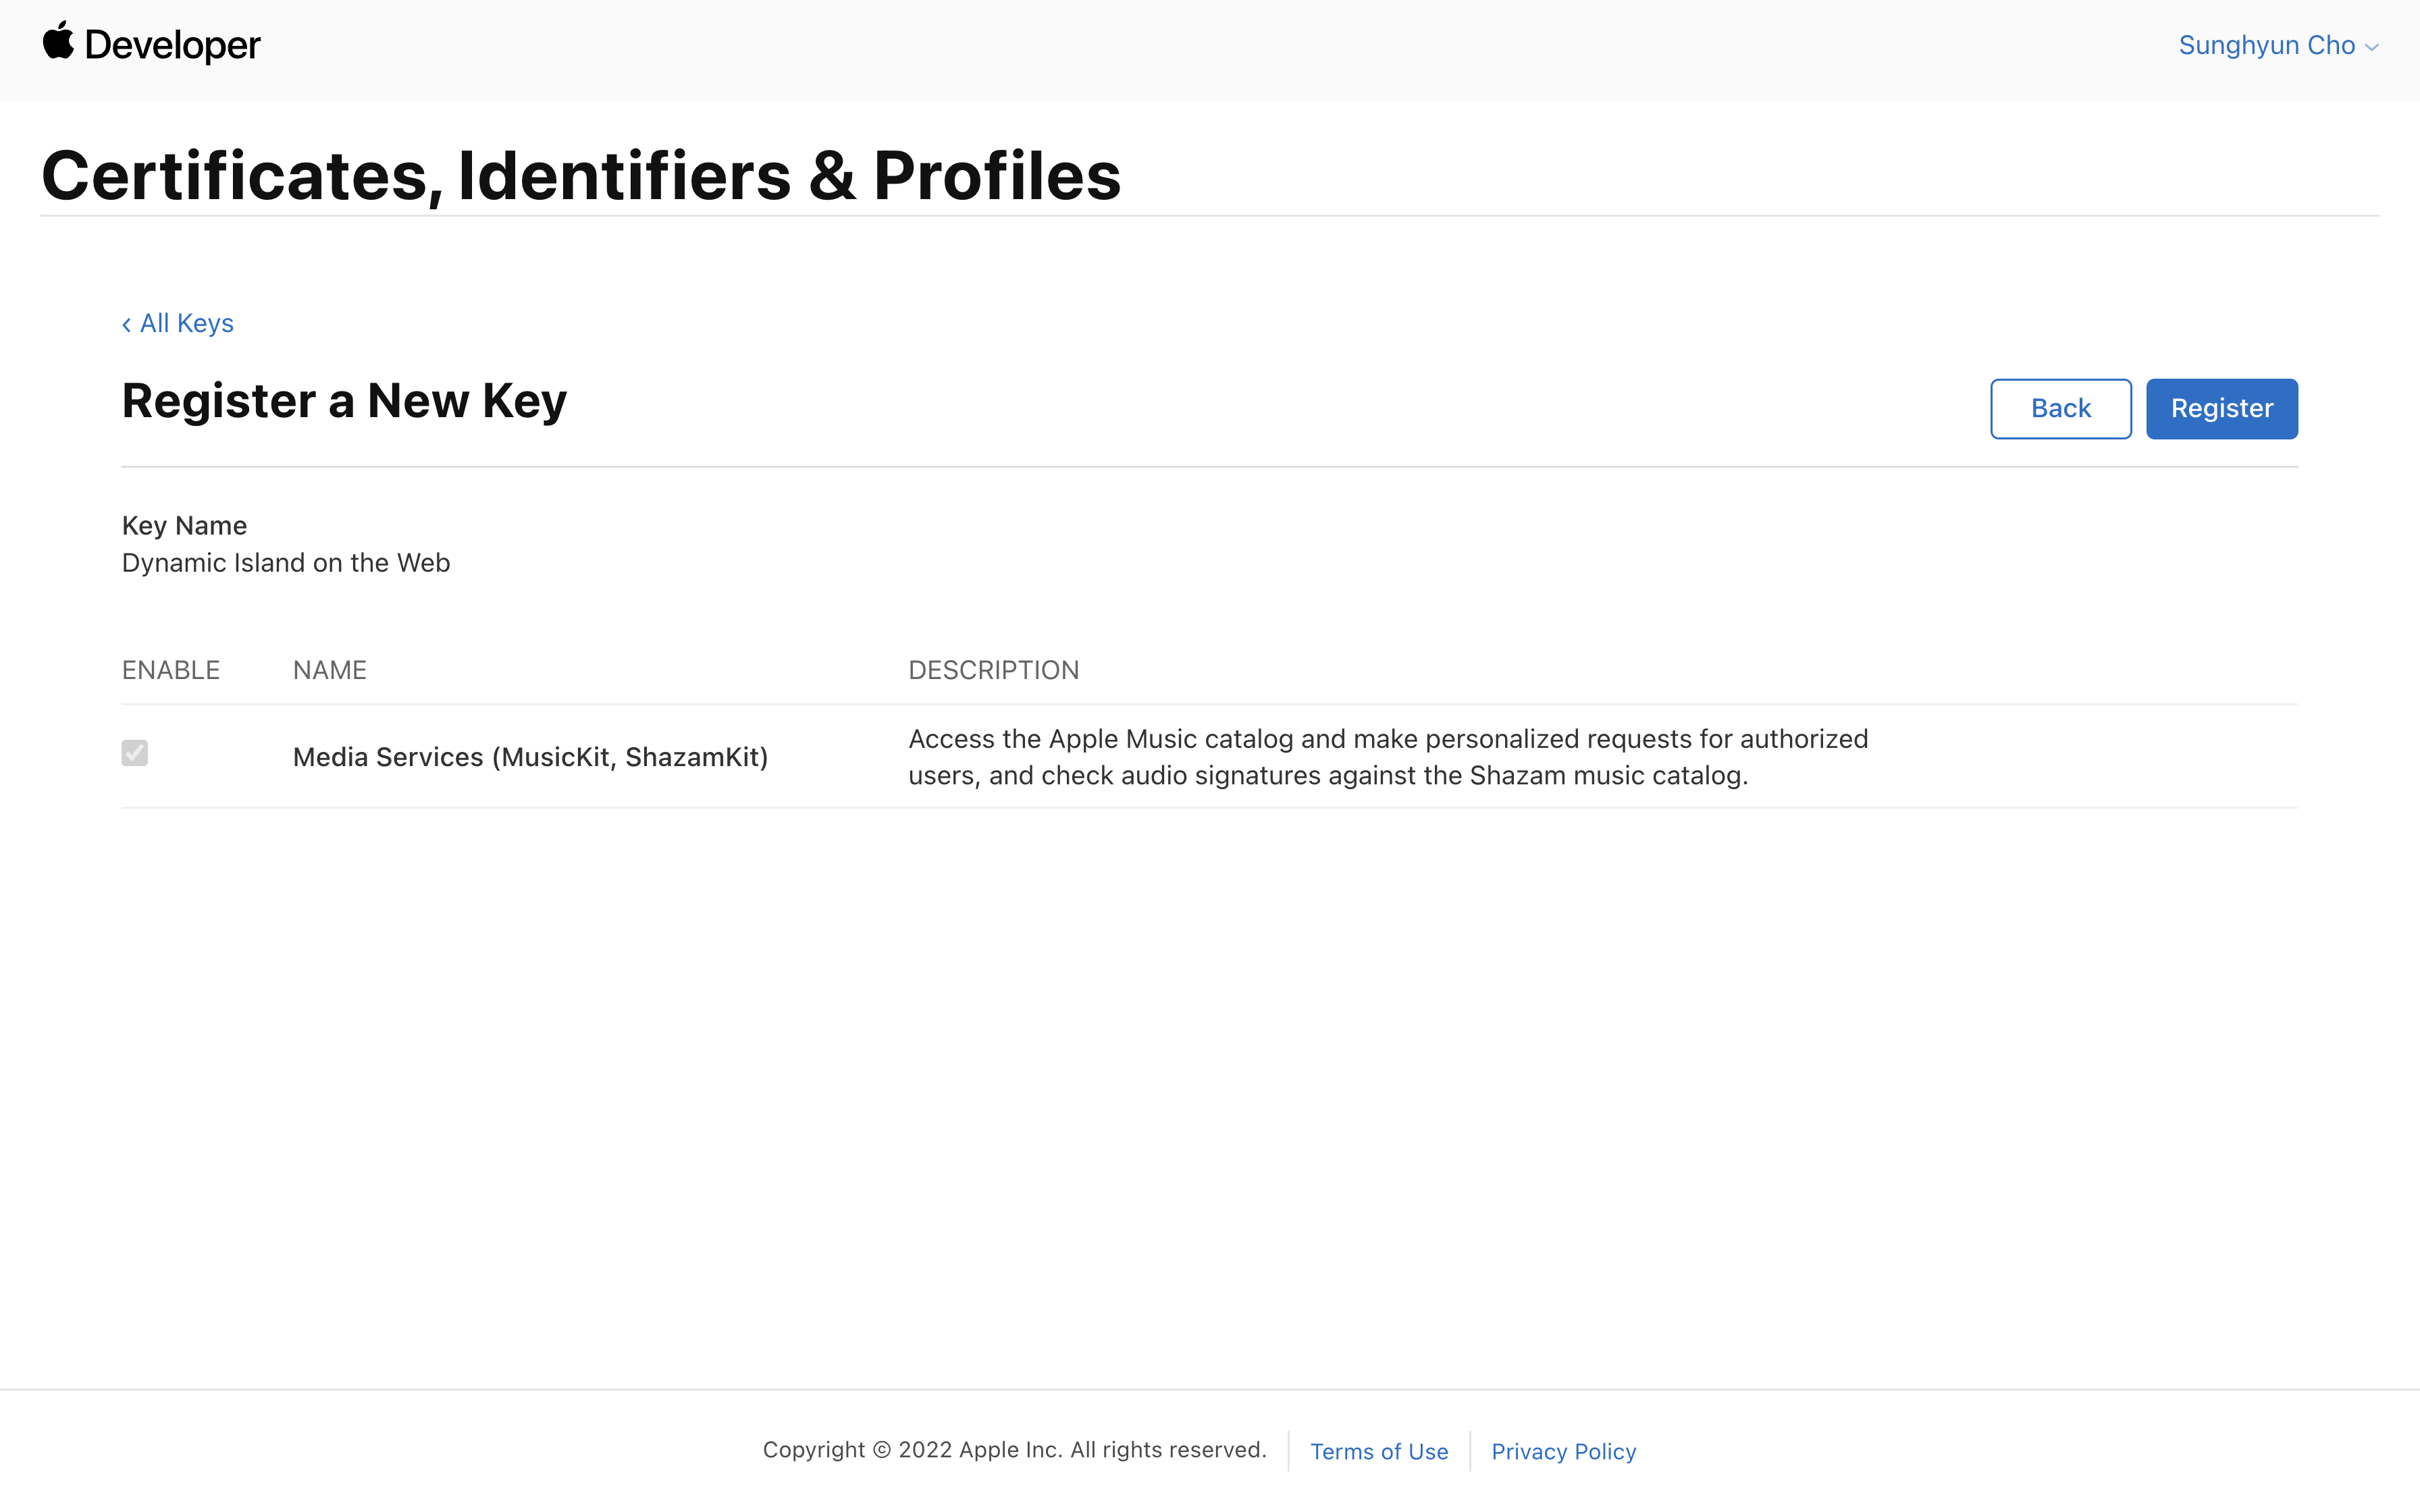 Developer
Sunghyun Cho
Certificates, Identifiers & Profiles
‹ All Keys
Register a New Key
Back
Register
Key Name
Dynamic Island on the Web
ENABLE NAME DESCRIPTION
Media Services (MusicKit, ShazamKit)
Access the Apple Music catalog and make personalized requests for authorized
users, and check audio signatures against the Shazam music catalog.
Copyright © 2022 Apple Inc. All rights reserved.
Terms of Use
Privacy Policy